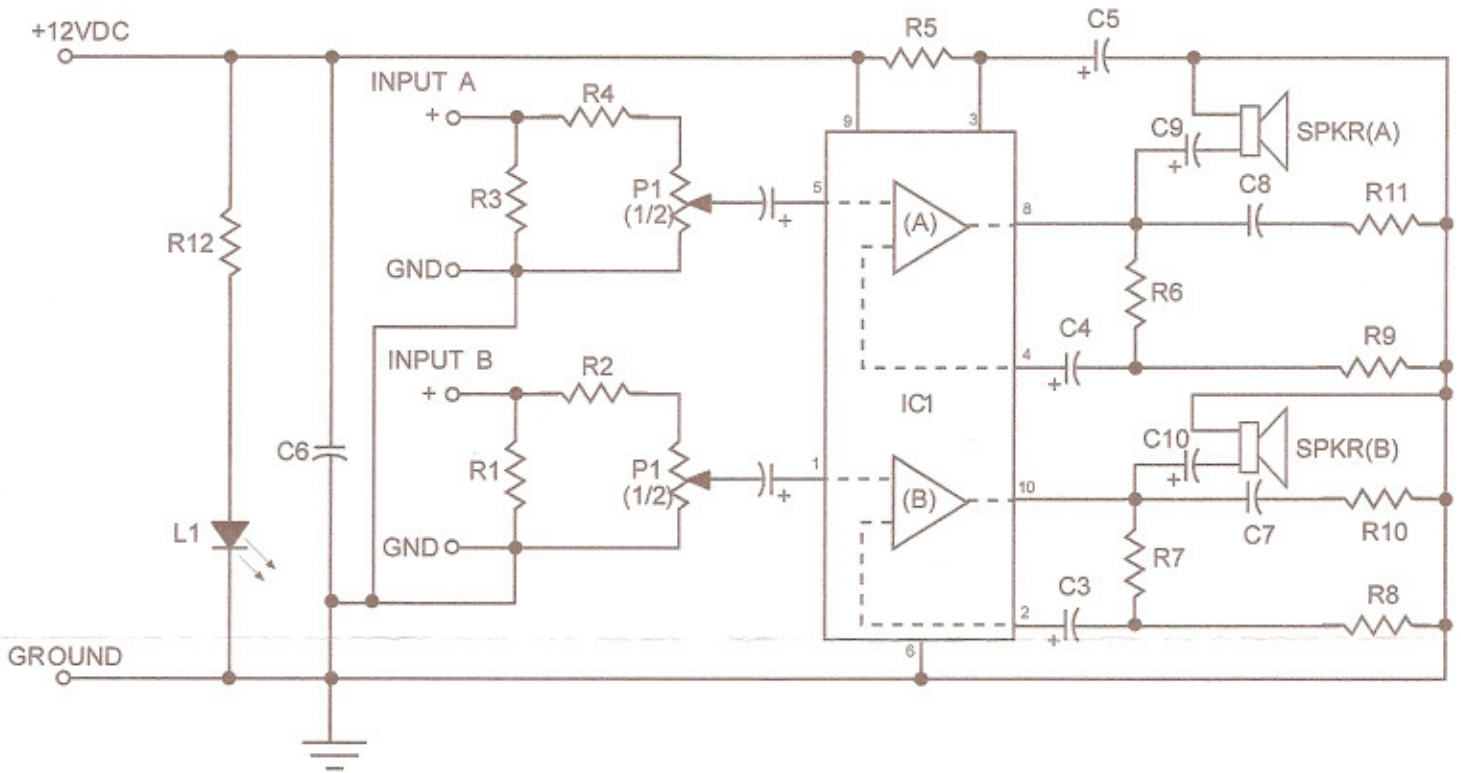 +12VDC
R5
C5
INPUT A
+
R4
9
3
+
C9
SPKR(A)
R3
P1
(1/2)
5
+
(A)
8
+
C8
R11
R12
GND
R6
C4
4
+
R9
INPUT B
+
R2
IC1
C10
SPKR(B)
C6
R1
P1
(1/2)
1
+
(B)
10
+
C7
R10
L1
GND
R7
C3
2
+
R8
GROUND
6